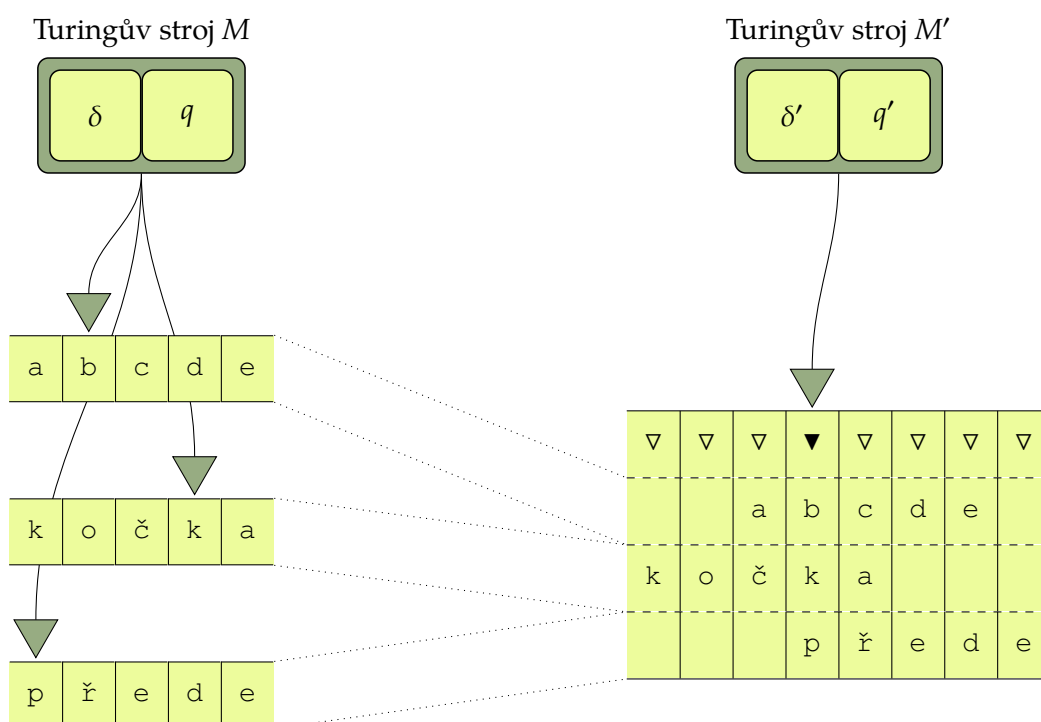 Turingův stroj M
Turingův stroj M′
δ q
δ′ q′
a b c d e
k o č k a
p ř e d e
∇ ∇ ∇ ▼ ∇ ∇ ∇ ∇
a b c d e
k o č k a
p ř e d e